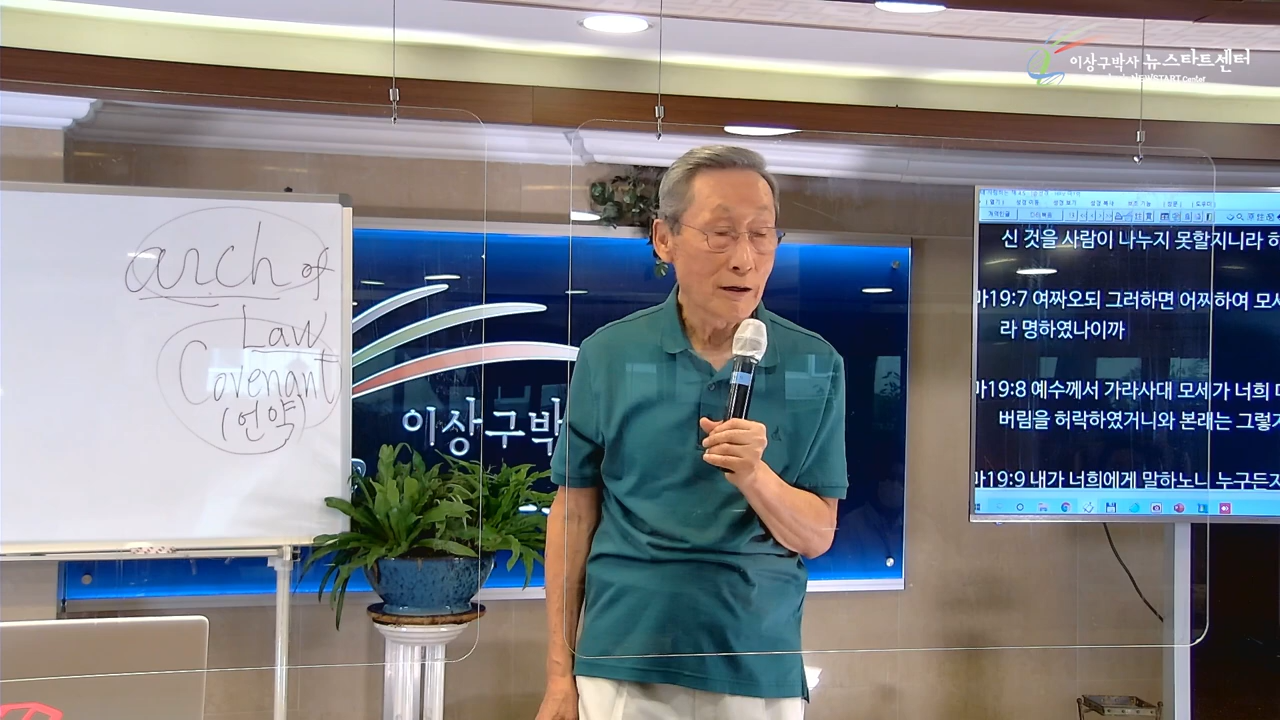 이상구박사 뉴스타트센터
NEWSTART Center
arch of
Law
Covenant
(언약)
이상구박
신 것을 사람이 나누지 못할지니라
마19:7 여짜오되 그러하면 어찌하여 모세
라 명하였나이까
마19:8 예수께서 가라사대 모세가 너희
버림을 허락하였거니와 본래는 그렇
마19:9 내가 너희에게 말하노니 누구든지